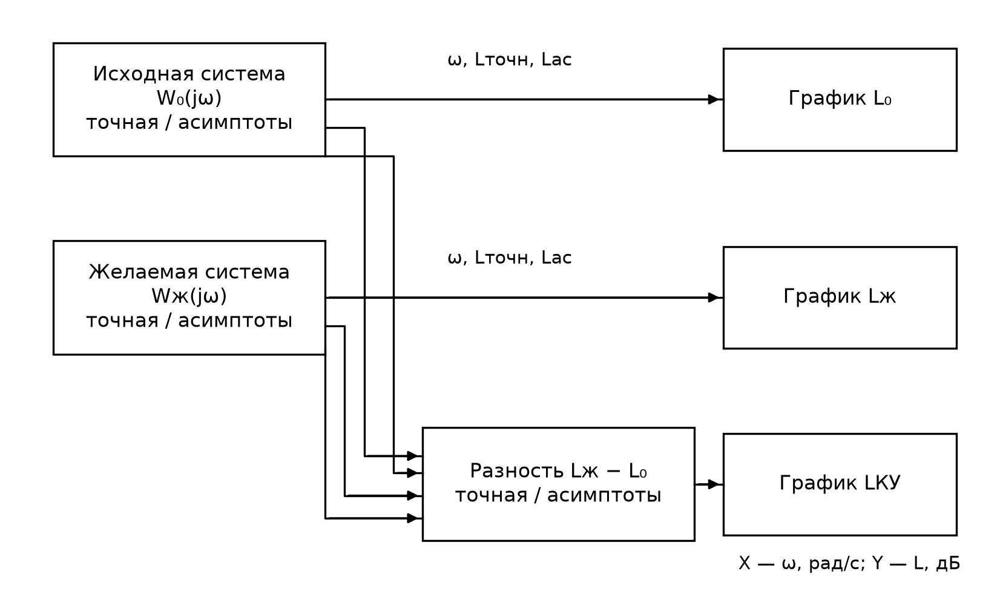 Исходная система
W₀(jω)
точная / асимптоты
ω, Lточн, Lас
График L₀
Желаемая система
Wж(jω)
точная / асимптоты
ω, Lточн, Lас
График Lж
Разность Lж − L₀
точная / асимптоты
График LКУ
X — ω, рад/с; Y — L, дБ